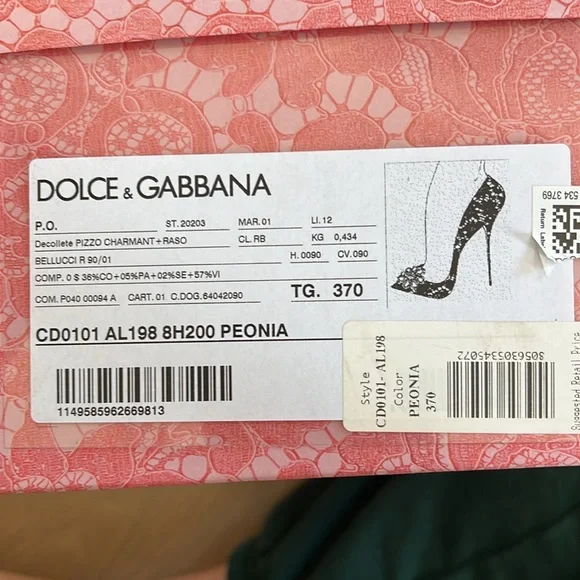 DOLCE & GABBANA
P.O. ST. 20203 MAR. 01 LI. 12
Decollete PIZZO CHARMANT+RASO CL. RB KG 0,434
BELLUCCI R 90/01 H. 0090 CV. 090
COMP. 0 $ 36%CO+05%PA+02%SE+57%VI
COM. P040 00094 A CART. 01 C.DOG. 64042090 TG. 370
CD0101 AL198 8H200 PEONIA
1149585962669813
Style
CD0101- AL198
Color
PEONIA
370
8056305345072
Suggested Retail Price
534 3769
Return Label